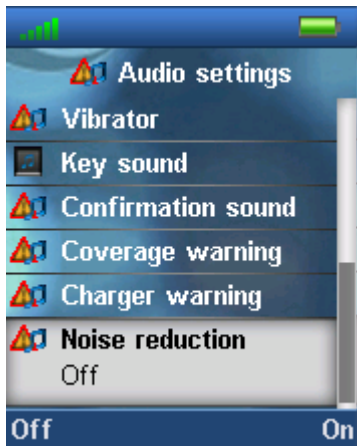 Audio settings
Vibrator
Key sound
Confirmation sound
Coverage warning
Charger warning
Noise reduction
Off
Off On